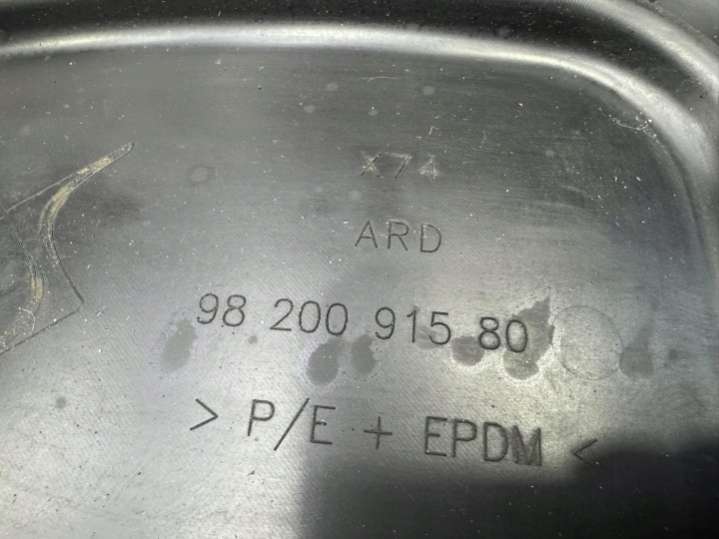 X74
ARD
98 200 915 80
> P/E + EPDM <